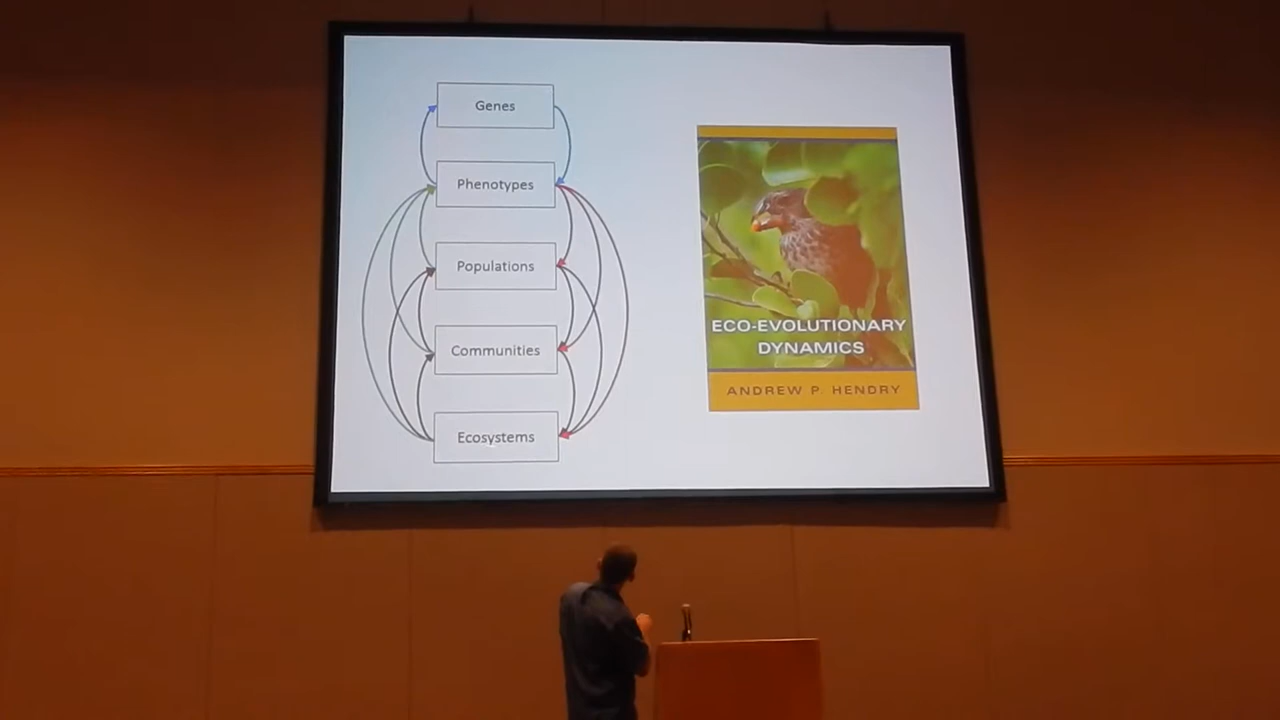 Genes
Phenotypes
Populations
Communities
Ecosystems
ECO-EVOLUTIONARY
DYNAMICS
ANDREW P. HENDRY